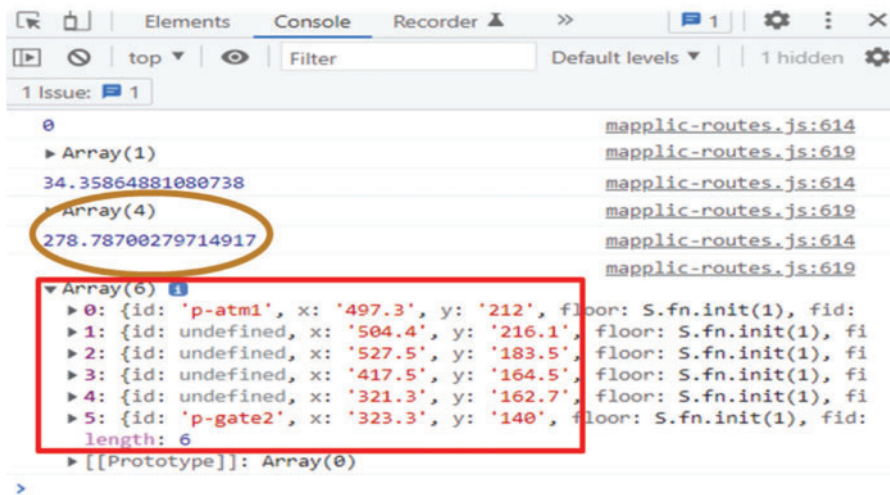 Elements Console Recorder » 1
top ▼ Filter Default levels ▼ 1 hidden
1 Issue: 1
0 mapplic-routes.js:614
▶ Array(1) mapplic-routes.js:619
34.35864881080738 mapplic-routes.js:614
Array(4) mapplic-routes.js:619
278.78700279714917 mapplic-routes.js:614
mapplic-routes.js:619
▼ Array(6) i
▶ 0: {id: 'p-atm1', x: '497.3', y: '212', floor: S.fn.init(1), fid:
▶ 1: {id: undefined, x: '504.4', y: '216.1', floor: S.fn.init(1), fi
▶ 2: {id: undefined, x: '527.5', y: '183.5', floor: S.fn.init(1), fi
▶ 3: {id: undefined, x: '417.5', y: '164.5', floor: S.fn.init(1), fi
▶ 4: {id: undefined, x: '321.3', y: '162.7', floor: S.fn.init(1), fi
▶ 5: {id: 'p-gate2', x: '323.3', y: '140', floor: S.fn.init(1), fid:
length: 6
▶ [[Prototype]]: Array(0)
>